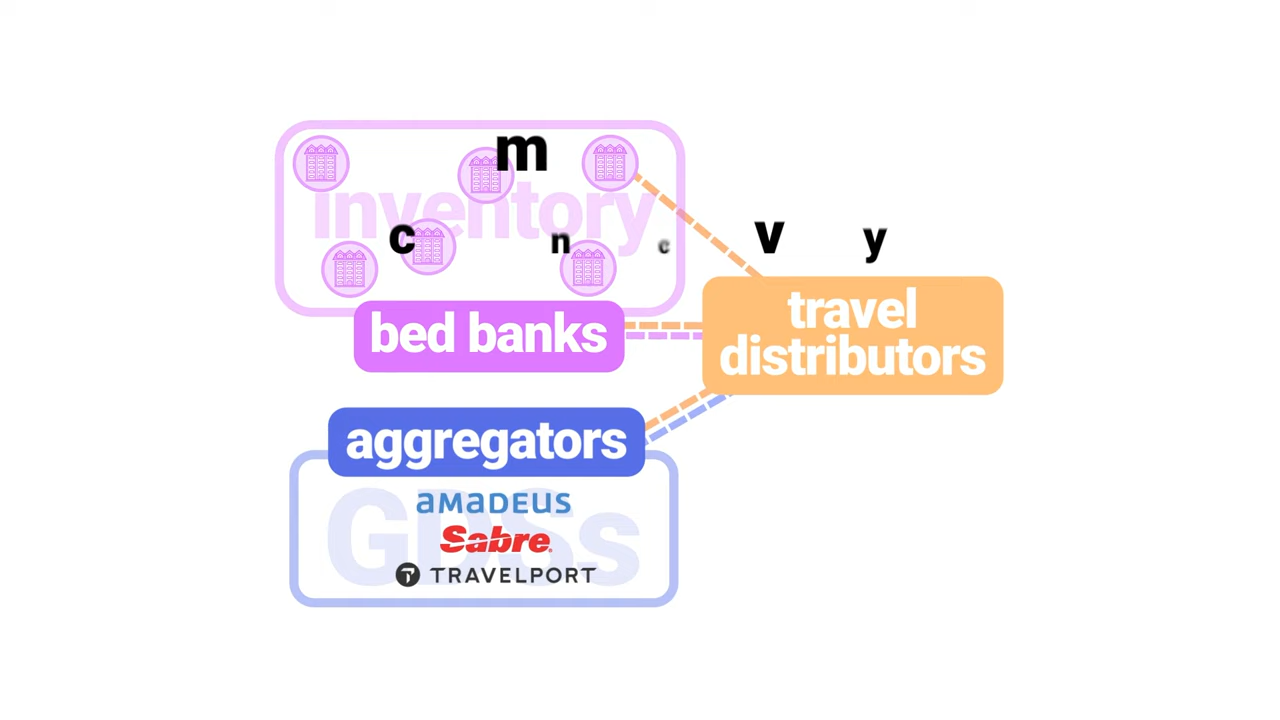 m
inventory
c n c v y
travel
distributors
bed banks
aggregators
GDSs
amadeus
Sabre
TRAVELPORT